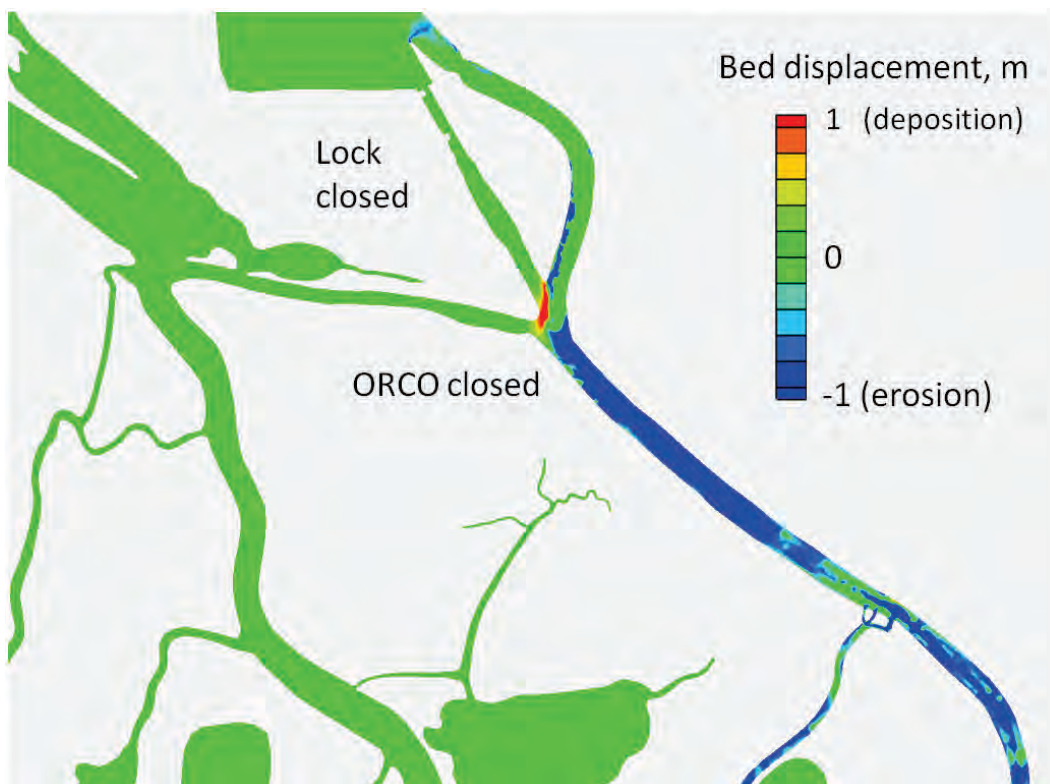 Bed displacement, m
1 (deposition)
0
-1 (erosion)
Lock
closed
ORCO closed